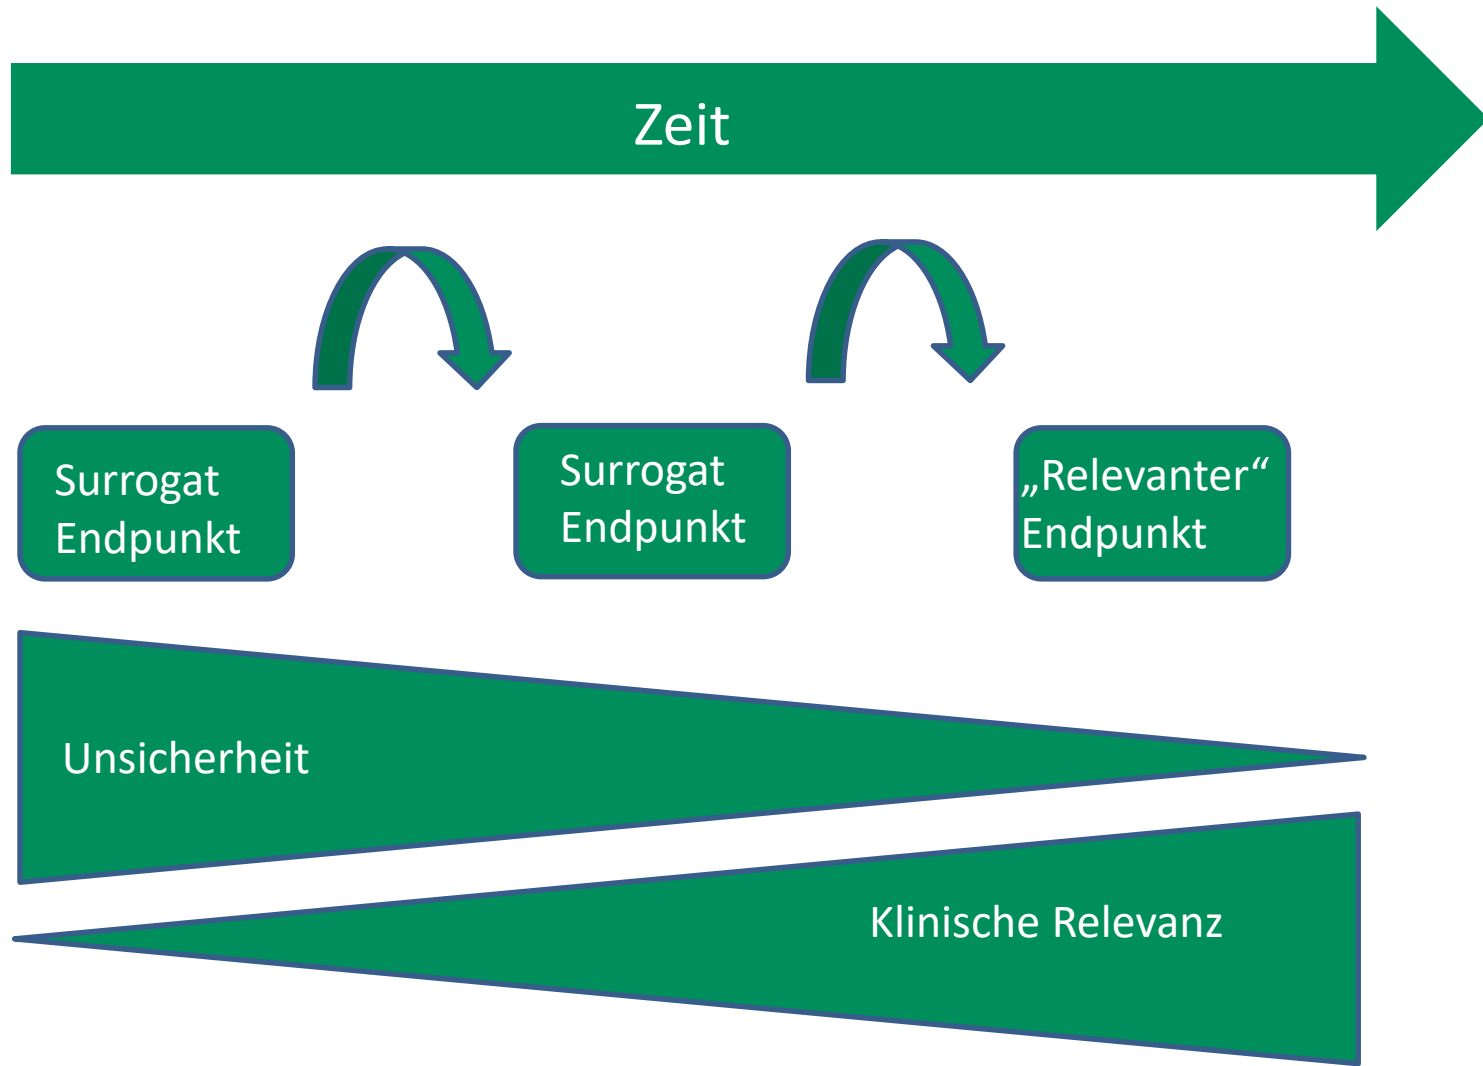 Zeit
Surrogat
Endpunkt
Surrogat
Endpunkt
„Relevanter“
Endpunkt
Unsicherheit
Klinische Relevanz